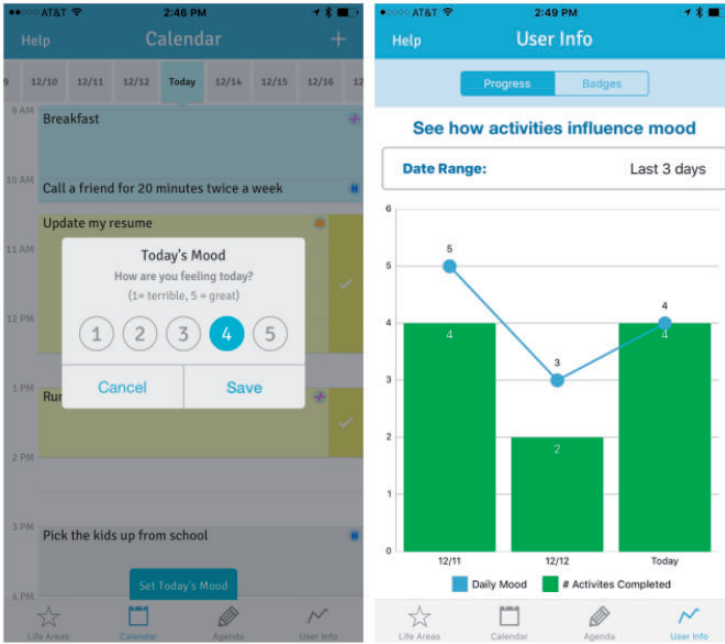 AT&T 2:46 PM
Help Calendar +
9 12/10 12/11 12/12 Today 12/14 12/15 12/16 12
9 AM Breakfast
10 AM Call a friend for 20 minutes twice a week
Update my resume
11 AM
Today's Mood
How are you feeling today?
(1= terrible, 5 = great)
12 PM
1 2 3 4 5
Cancel Save
1 PM Rur
2 PM
3 PM Pick the kids up from school
Set Today's Mood
4 PM
Life Areas Calendar Agenda User Info
AT&T 2:49 PM
Help User Info
Progress Badges
See how activities influence mood
Date Range: Last 3 days
6
5
5
4
4
4
4
3
3
2
2
1
0
12/11 12/12 Today
Daily Mood # Activites Completed
Life Areas Calendar Agenda User Info